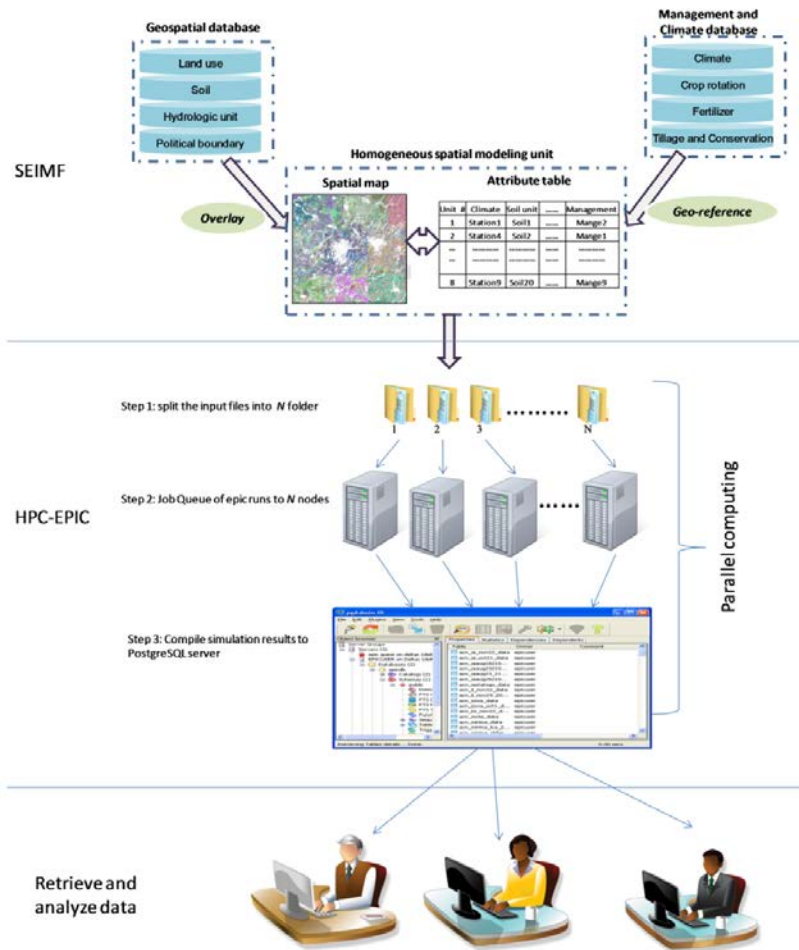 Geospatial database
Land use
Soil
Hydrologic unit
Political boundary
Management and
Climate database
Climate
Crop rotation
Fertilizer
Tillage and Conservation
SEIMF
Overlay
Geo-reference
Homogeneous spatial modeling unit
Spatial map
Attribute table
Unit # Climate Soil unit ...... Management
1 Station1 Soil1 ...... Mange2
2 Station4 Soil2 ...... Mange1
8 Station9 Soil20 ...... Mange9
HPC-EPIC
Step 1: split the input files into N folder
1 2 3 ......... N
Step 2: Job Queue of epic runs to N nodes
Step 3: Compile simulation results to
PostgreSQL server
Parallel computing
Properties Statistics Dependencies Dependents
Retrieve and
analyze data